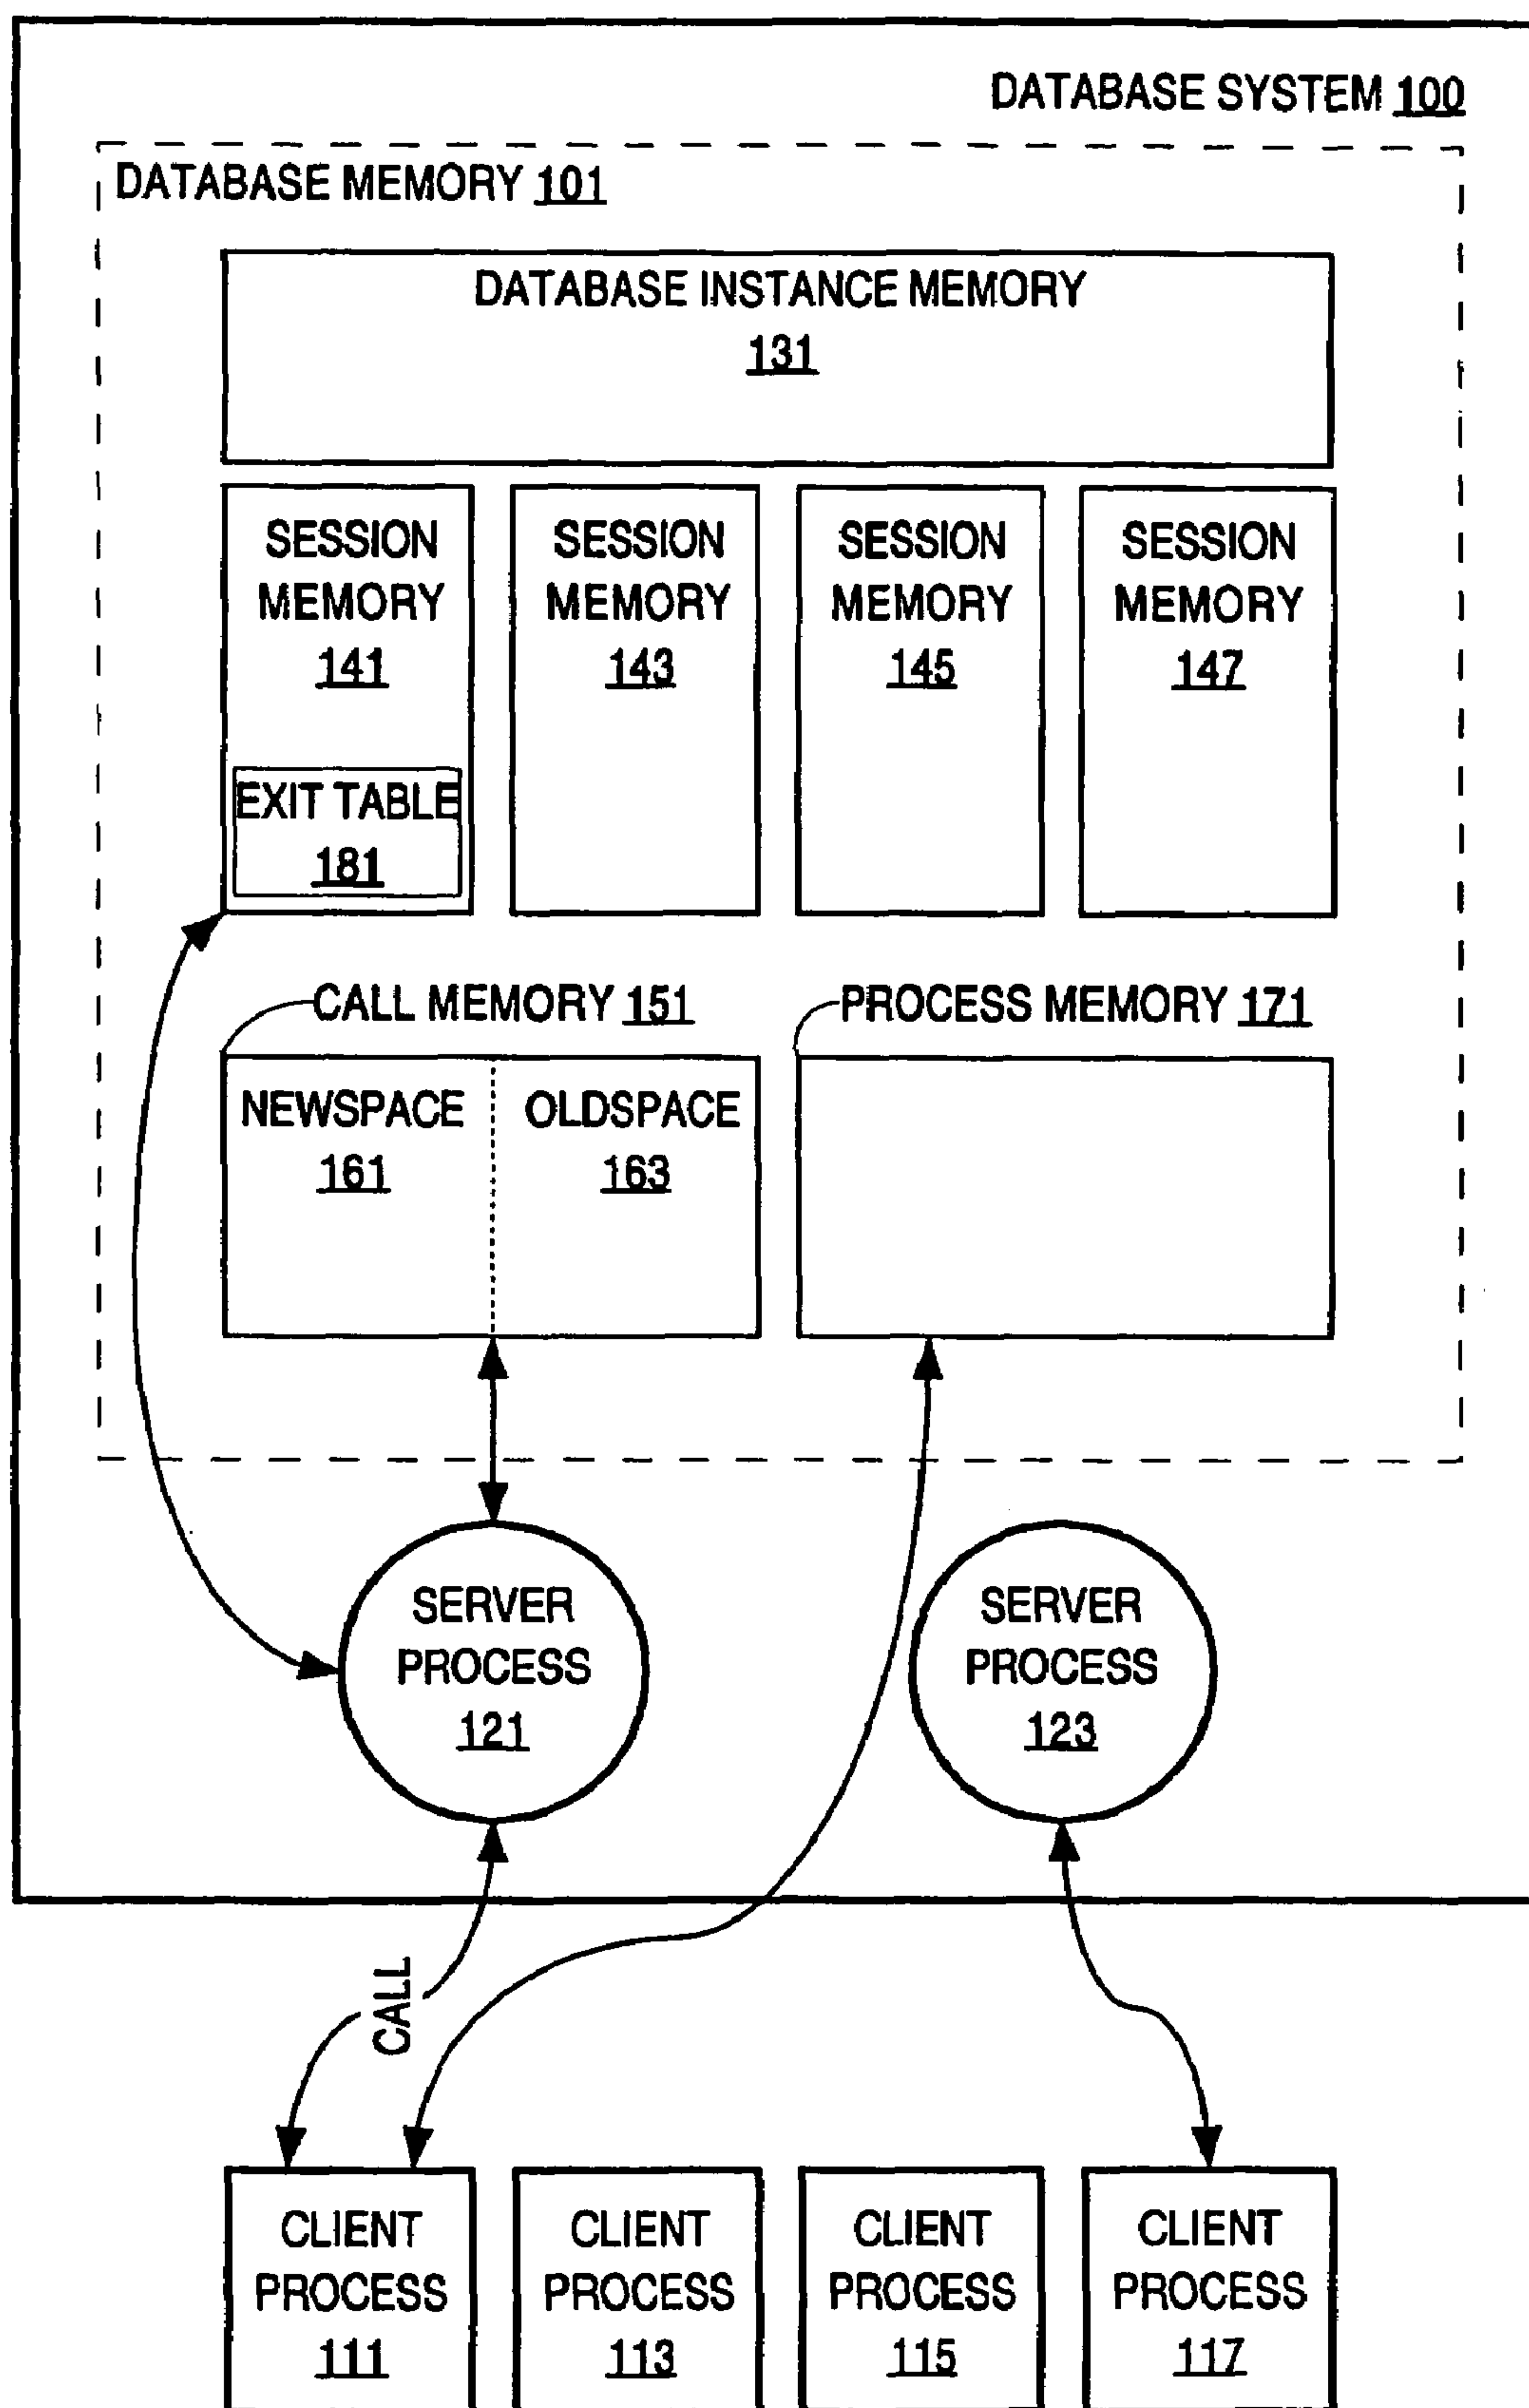 DATABASE SYSTEM 100
DATABASE MEMORY 101
DATABASE INSTANCE MEMORY
131
SESSION
MEMORY
141
EXIT TABLE
181
SESSION
MEMORY
143
SESSION
MEMORY
145
SESSION
MEMORY
147
CALL MEMORY 151
NEWSPACE
161
OLDSPACE
163
PROCESS MEMORY 171
SERVER
PROCESS
121
SERVER
PROCESS
123
CALL
CLIENT
PROCESS
111
CLIENT
PROCESS
113
CLIENT
PROCESS
115
CLIENT
PROCESS
117